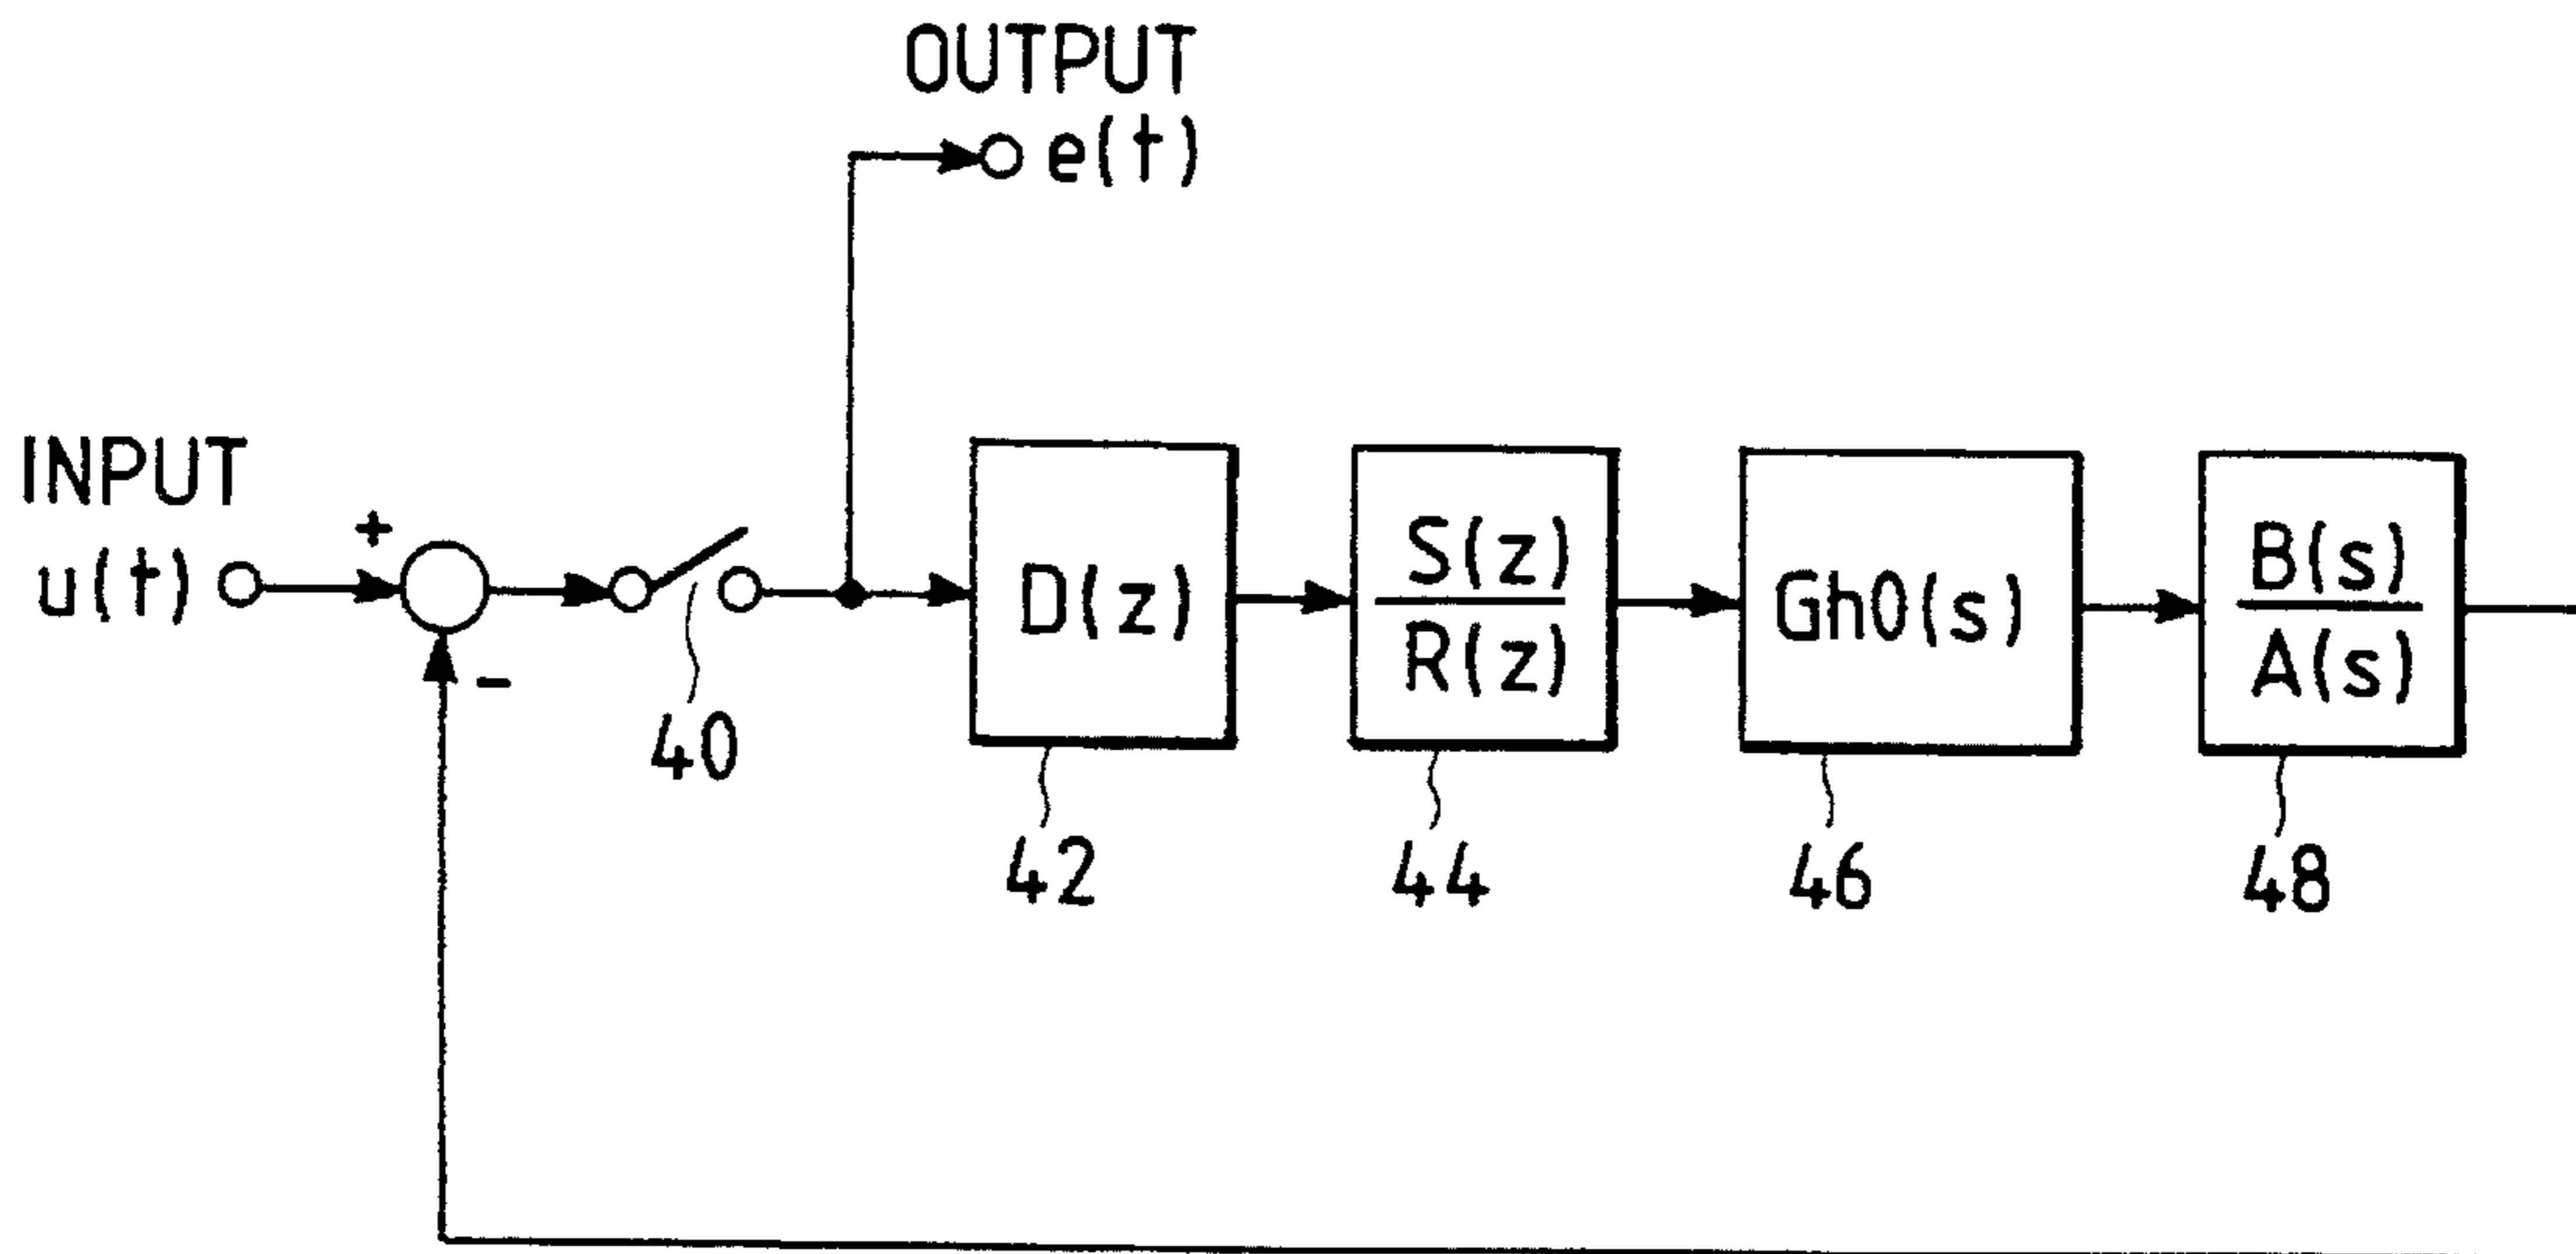 OUTPUT
e(t)
INPUT
u(t)
+
-
40
D(z)
42
S(z)
R(z)
44
Gh0(s)
46
B(s)
A(s)
48